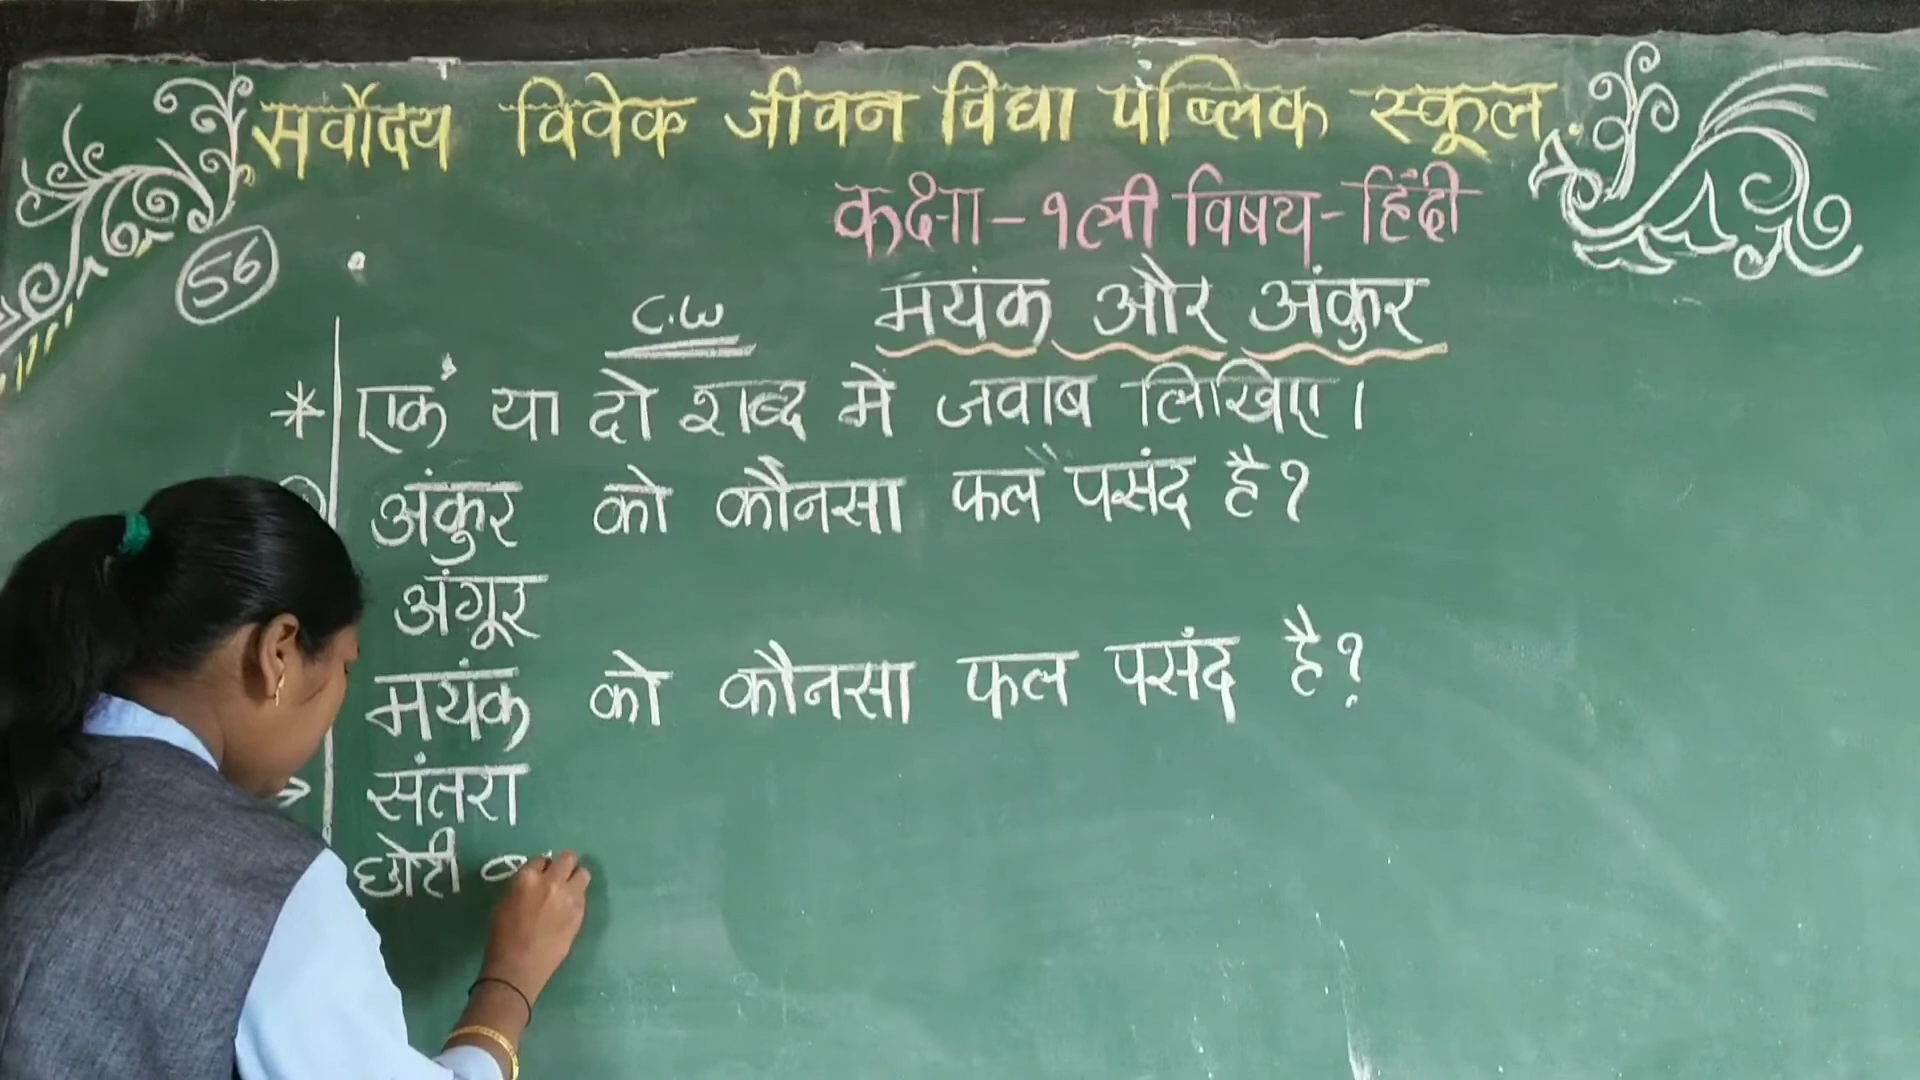 सर्वोदय विवेक जीवन विद्या पब्लिक स्कूल
कक्षा - १ली विषय - हिंदी
56
C.W मयंक और अंकुर
* एक या दो शब्द में जवाब लिखिए।
अंकुर को कौनसा फल पसंद है?
अंगूर
मयंक को कौनसा फल पसंद है?
→ संतरा
छोटी